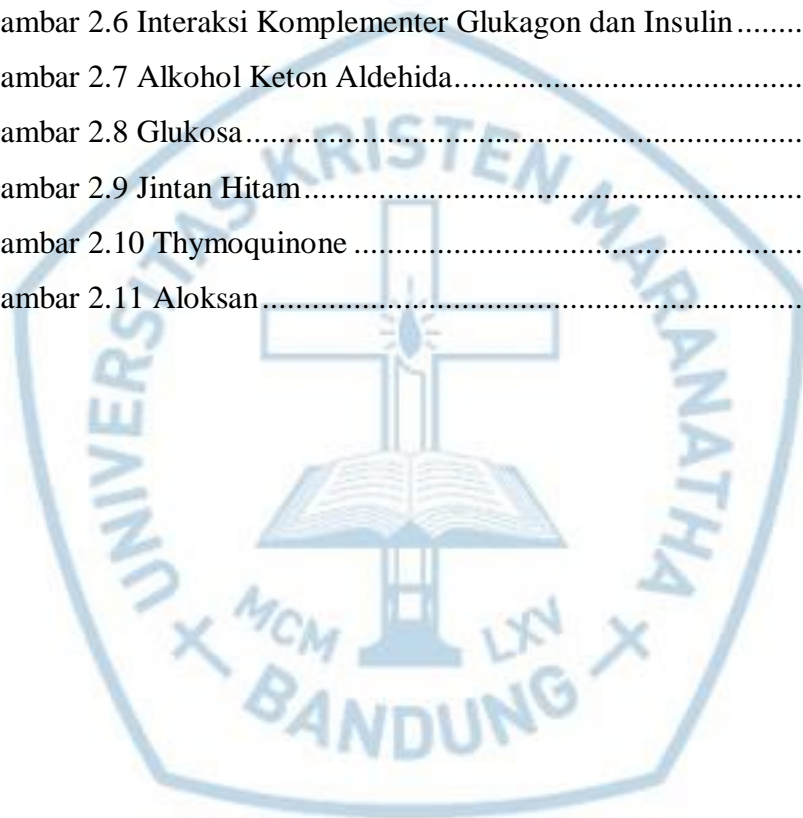 ambar 2.6 Interaksi Komplementer Glukagon dan Insulin........
ambar 2.7 Alkohol Keton Aldehida..........................................
ambar 2.8 Glukosa...................................................................
ambar 2.9 Jintan Hitam............................................................
ambar 2.10 Thymoquinone......................................................
ambar 2.11 Aloksan.................................................................
UNIVERSITAS KRISTEN MARANATHA
MCM LXV
BANDUNG